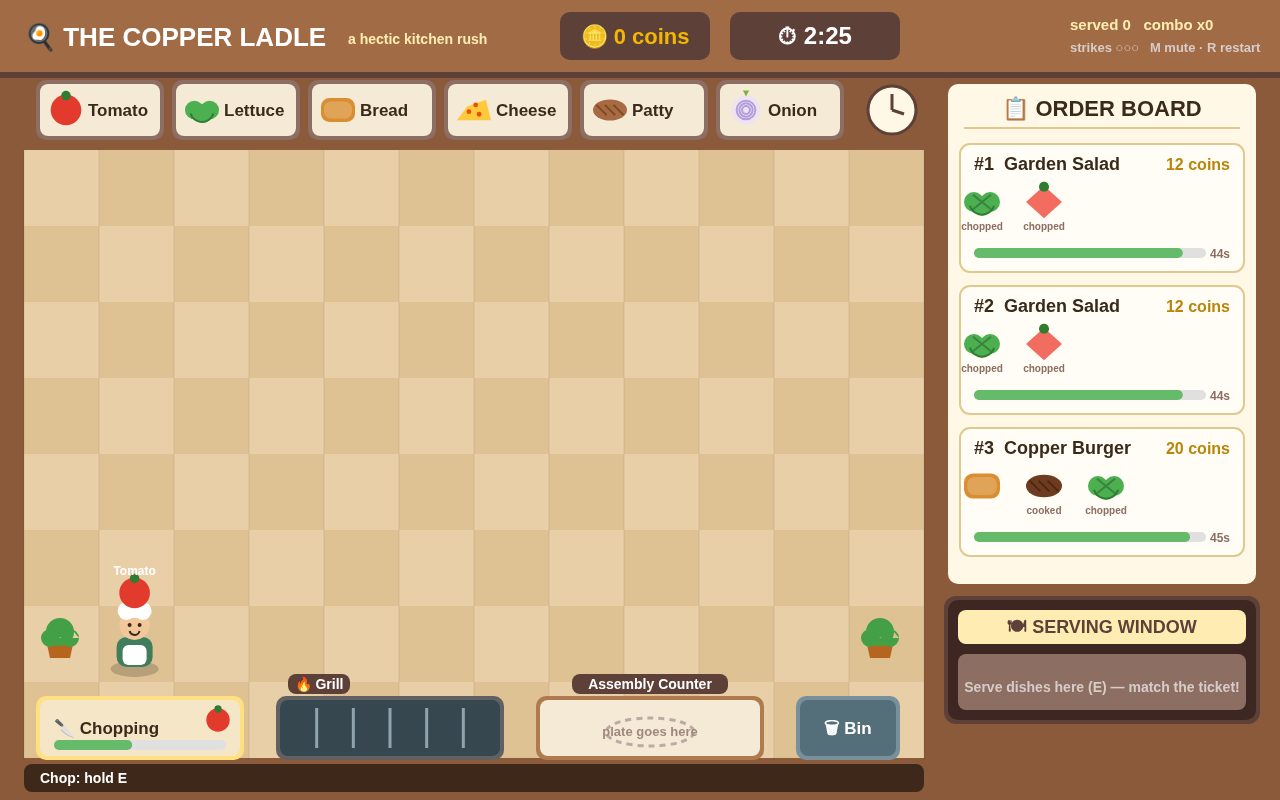 THE COPPER LADLE
a hectic kitchen rush
0 coins
2:25
served 0 combo x0
strikes ○○○ M mute · R restart
Tomato
Lettuce
Bread
Cheese
Patty
Onion
ORDER BOARD
#1 Garden Salad 12 coins
chopped chopped
44s
#2 Garden Salad 12 coins
chopped chopped
44s
#3 Copper Burger 20 coins
cooked chopped
45s
Tomato
Grill
Assembly Counter
Chopping
plate goes here
Bin
SERVING WINDOW
Serve dishes here (E) — match the ticket!
Chop: hold E